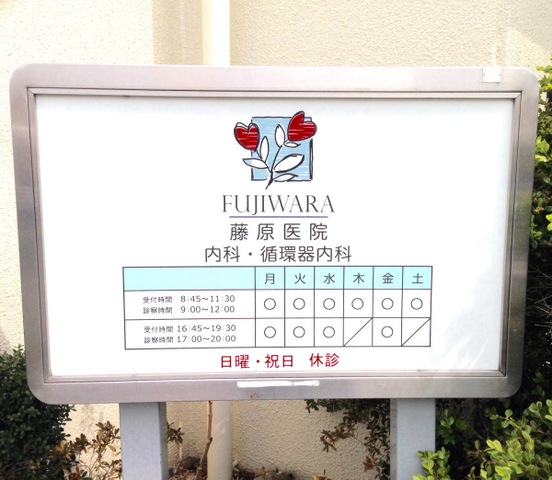 FUJIWARA
藤原医院
内科・循環器内科
月 火 水 木 金 土
受付時間 8:45～11:30 ○ ○ ○ ○ ○ ○
診察時間 9:00～12:00
受付時間 16:45～19:30 ○ ○ ○ ／ ○ ／
診察時間 17:00～20:00
日曜・祝日 休診